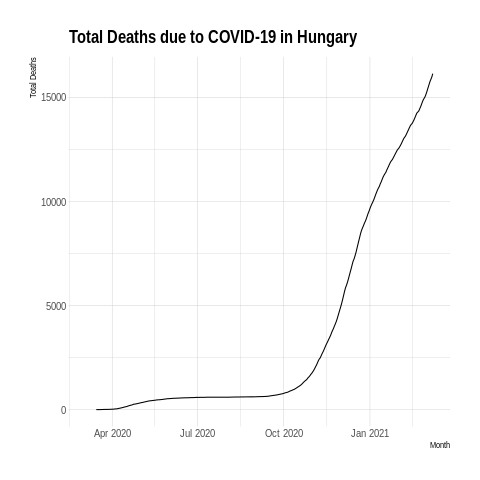 Total Deaths due to COVID-19 in Hungary
Total Deaths
15000
10000
5000
0
Apr 2020 Jul 2020 Oct 2020 Jan 2021
Month